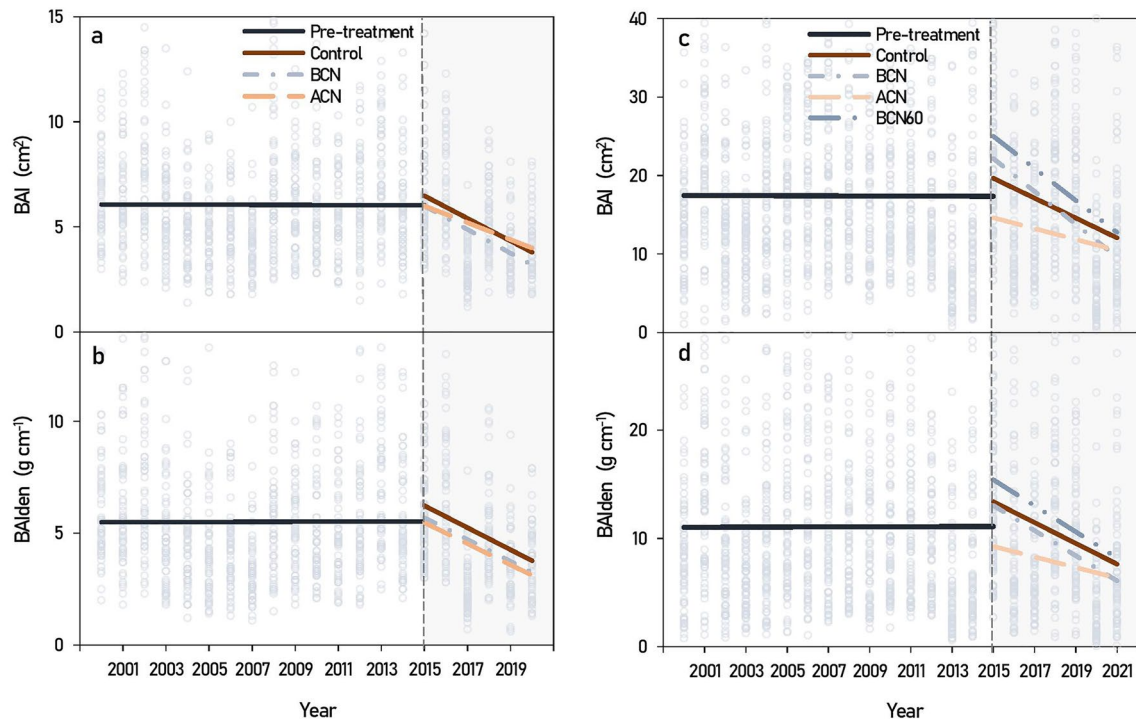 a
Pre-treatment
Control
BCN
ACN
15
10
5
0
BAI (cm²)
c
Pre-treatment
Control
BCN
ACN
BCN60
40
30
20
10
0
BAI (cm²)
b
10
5
0
BAIden (g cm⁻¹)
2001 2003 2005 2007 2009 2011 2013 2015 2017 2019
Year
d
20
10
0
BAIden (g cm⁻¹)
2001 2003 2005 2007 2009 2011 2013 2015 2017 2019 2021
Year